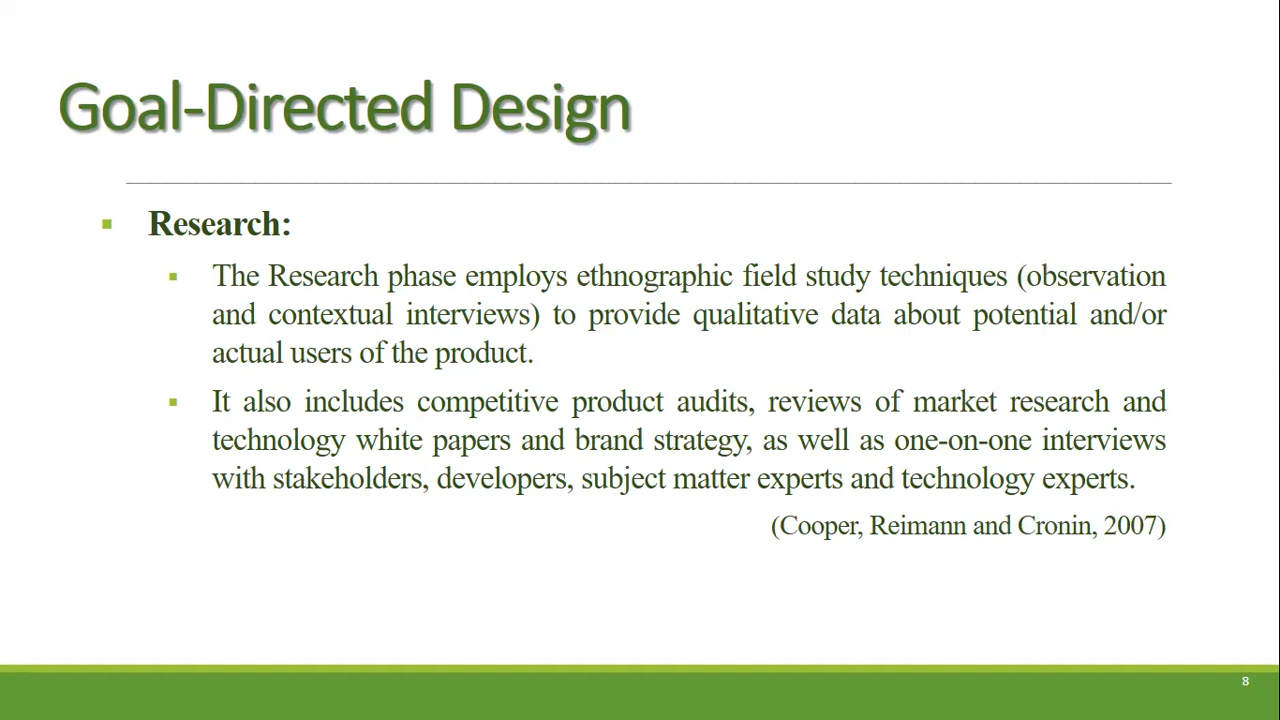 Goal-Directed Design
▪ Research:
▪ The Research phase employs ethnographic field study techniques (observation
and contextual interviews) to provide qualitative data about potential and/or
actual users of the product.
▪ It also includes competitive product audits, reviews of market research and
technology white papers and brand strategy, as well as one-on-one interviews
with stakeholders, developers, subject matter experts and technology experts.
(Cooper, Reimann and Cronin, 2007)
8